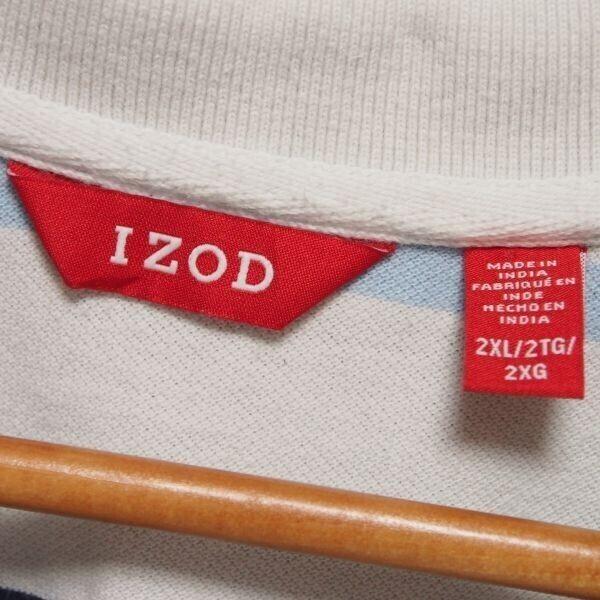 IZOD
MADE IN
INDIA
FABRIQUÉ EN
INDE
HECHO EN
INDIA
2XL/2TG/
2XG